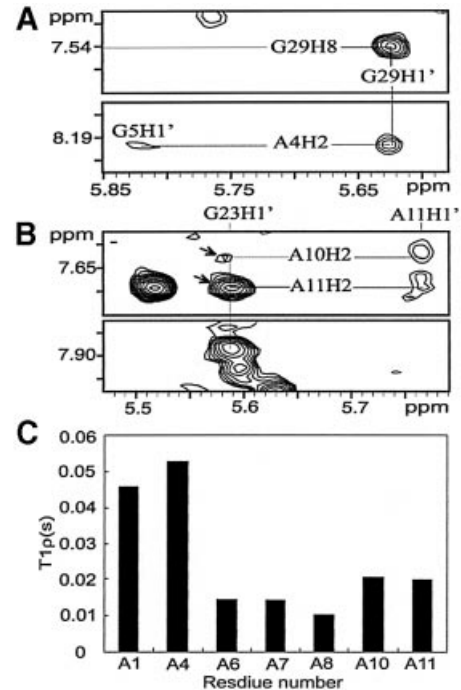 A
ppm
7.54
G29H8
G29H1'
8.19
G5H1'
A4H2
5.85
5.75
5.65
ppm
G23H1'
A11H1'
B
ppm
7.65
A10H2
A11H2
7.90
5.5
5.6
5.7
ppm
C
0.06
0.05
0.04
0.03
0.02
0.01
0
T1ρ(s)
A1 A4 A6 A7 A8 A10 A11
Resdiue number